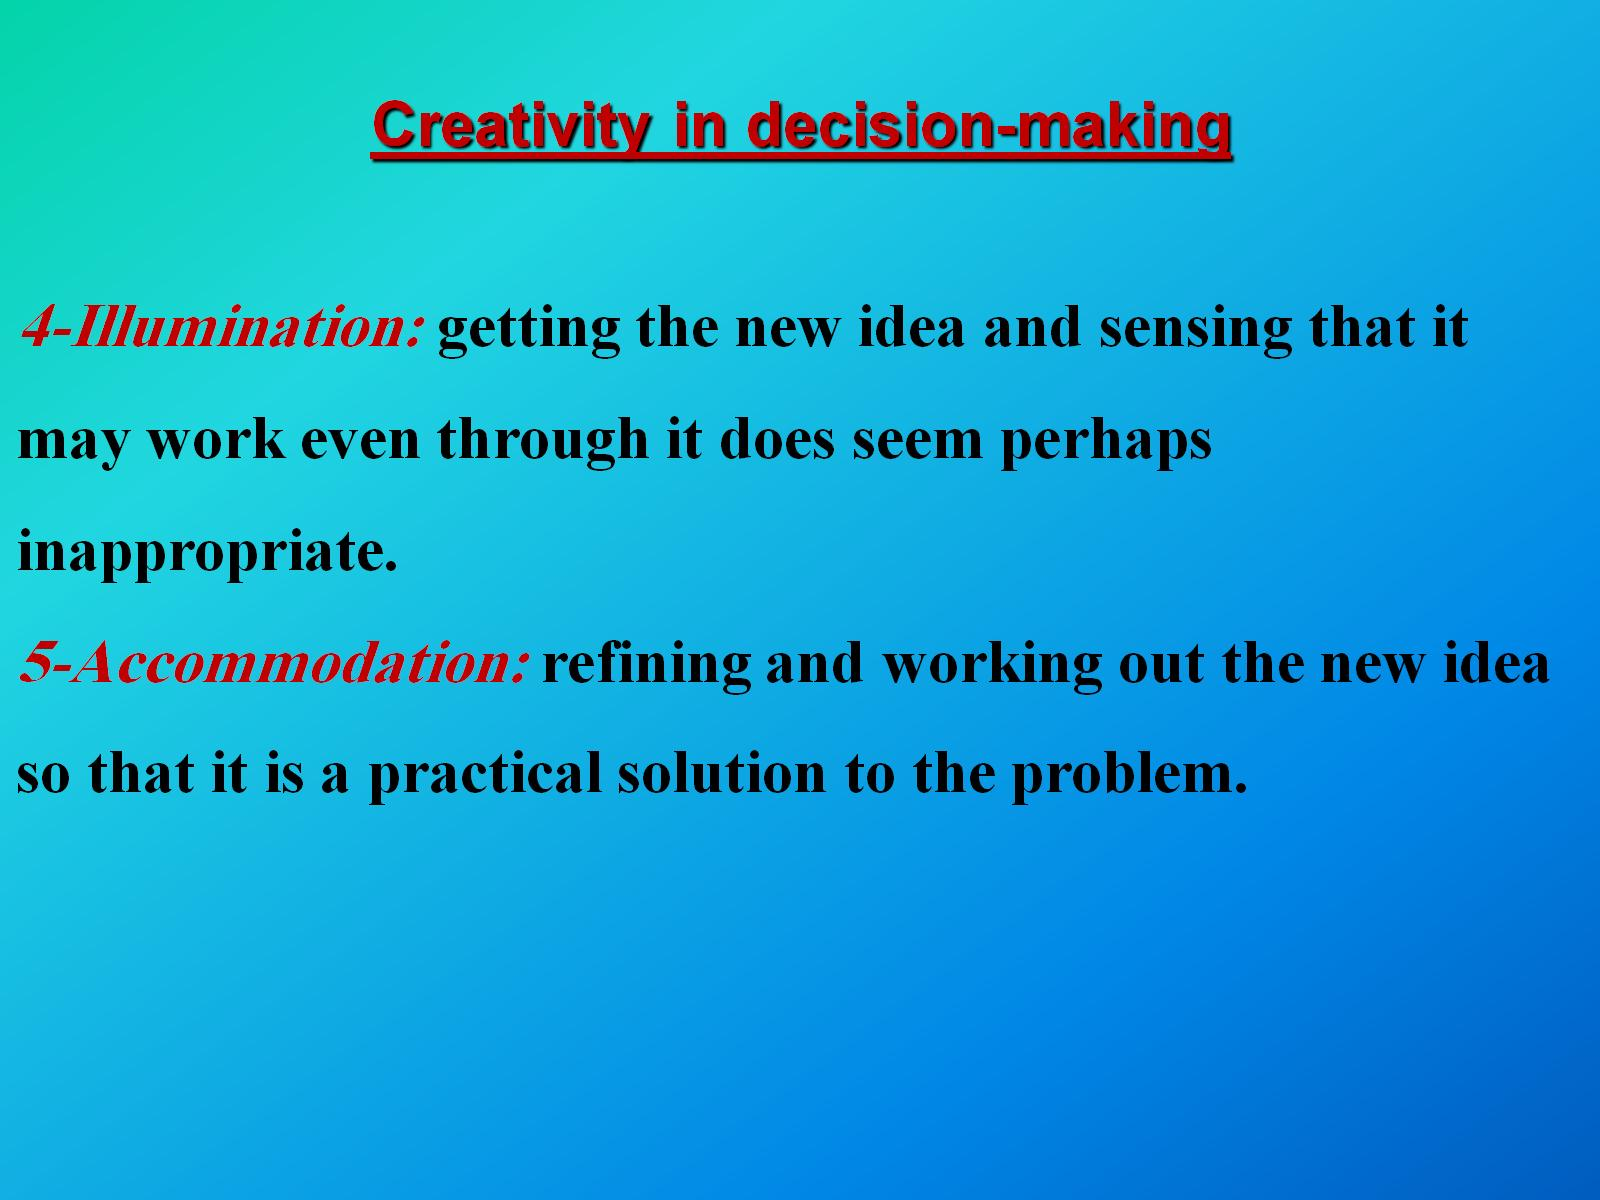 Creativity in decision-making
4-Illumination: getting the new idea and sensing that it
may work even through it does seem perhaps
inappropriate.
5-Accommodation: refining and working out the new idea
so that it is a practical solution to the problem.